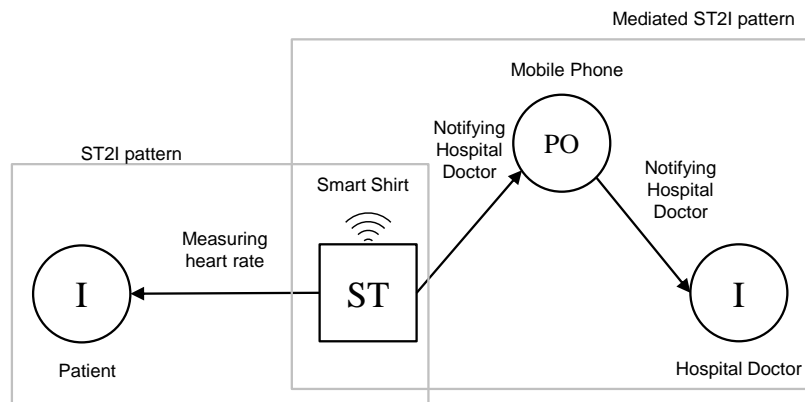 Mediated ST2I pattern
Mobile Phone
PO
Notifying
Hospital
Doctor
Notifying
Hospital
Doctor
ST2I pattern
Smart Shirt
Measuring
heart rate
I
ST
I
Patient
Hospital Doctor